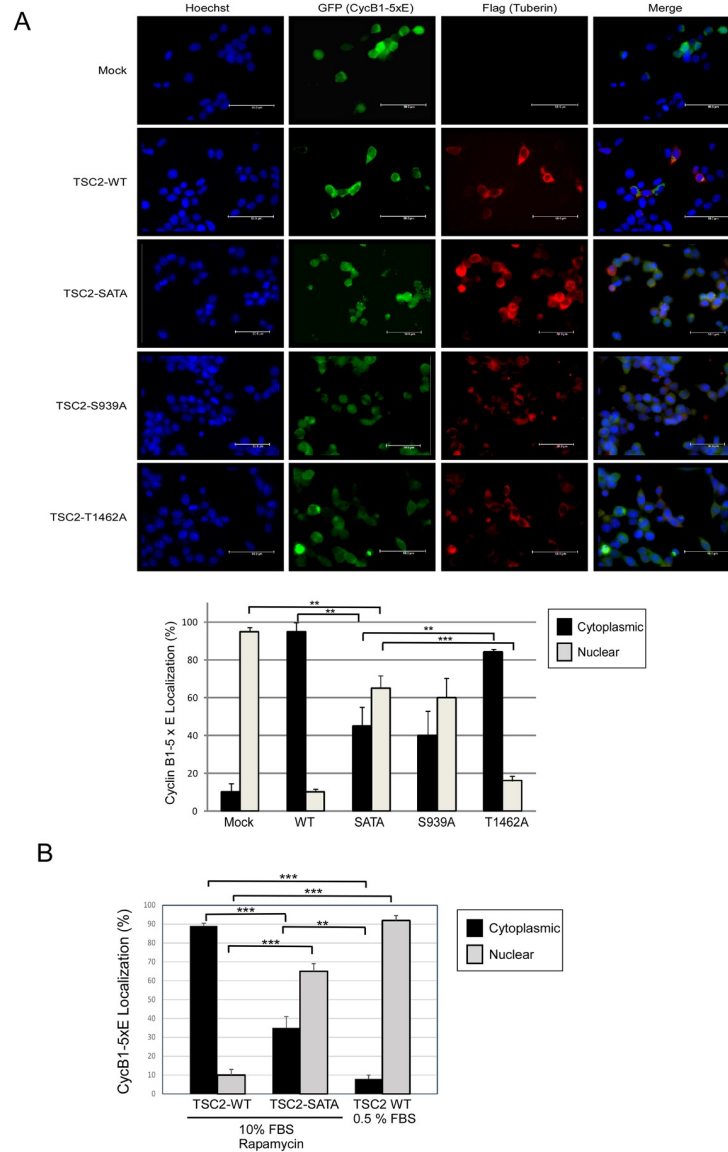 A
Hoechst GFP (CycB1-5xE) Flag (Tuberin) Merge
Mock
TSC2-WT
TSC2-SATA
TSC2-S939A
TSC2-T1462A
Cyclin B1-5 x E Localization (%)
100
80
60
40
20
0
** ** ** ***
Mock WT SATA S939A T1462A
Cytoplasmic
Nuclear
B
CycB1-5xE Localization (%)
100
90
80
70
60
50
40
30
20
10
0
***
***
*** **
***
TSC2-WT TSC2-SATA TSC2 WT
0.5 % FBS
10% FBS
Rapamycin
Cytoplasmic
Nuclear